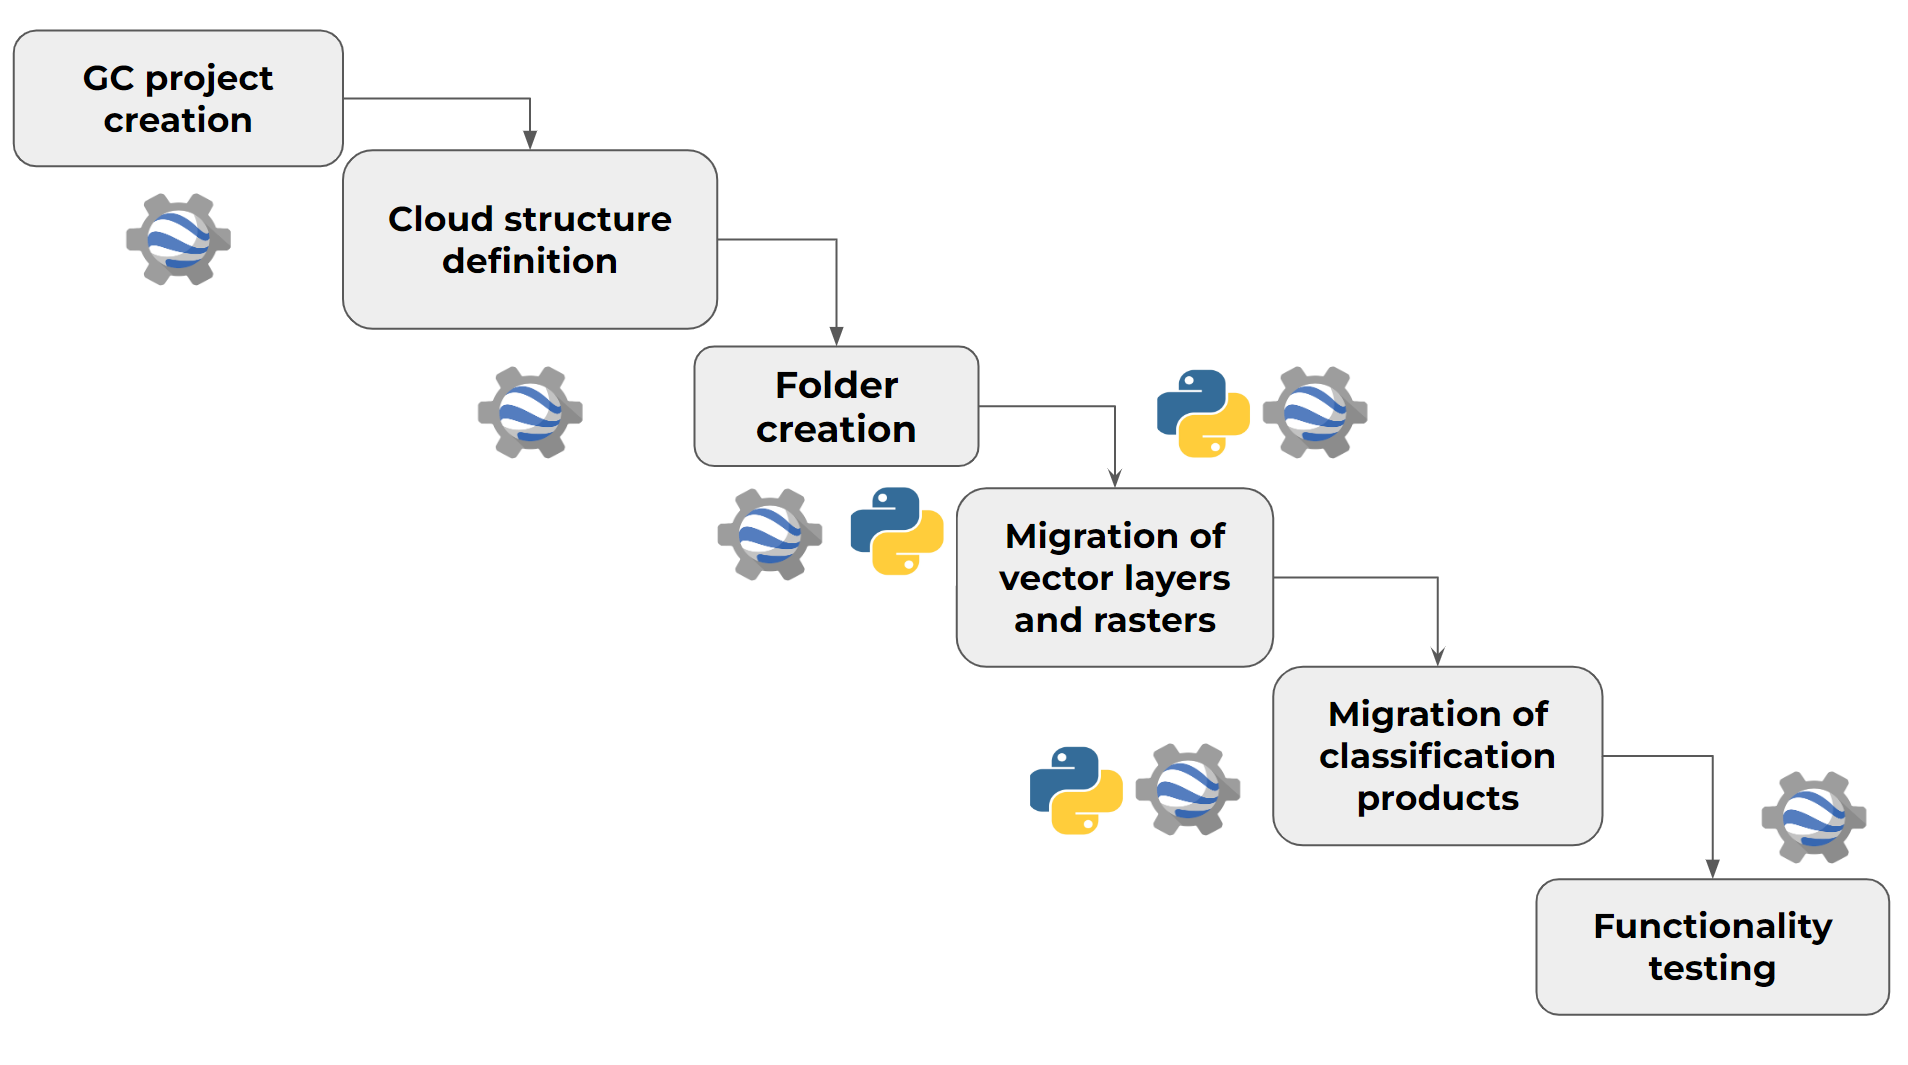 GC project
creation
Cloud structure
definition
Folder
creation
Migration of
vector layers
and rasters
Migration of
classification
products
Functionality
testing